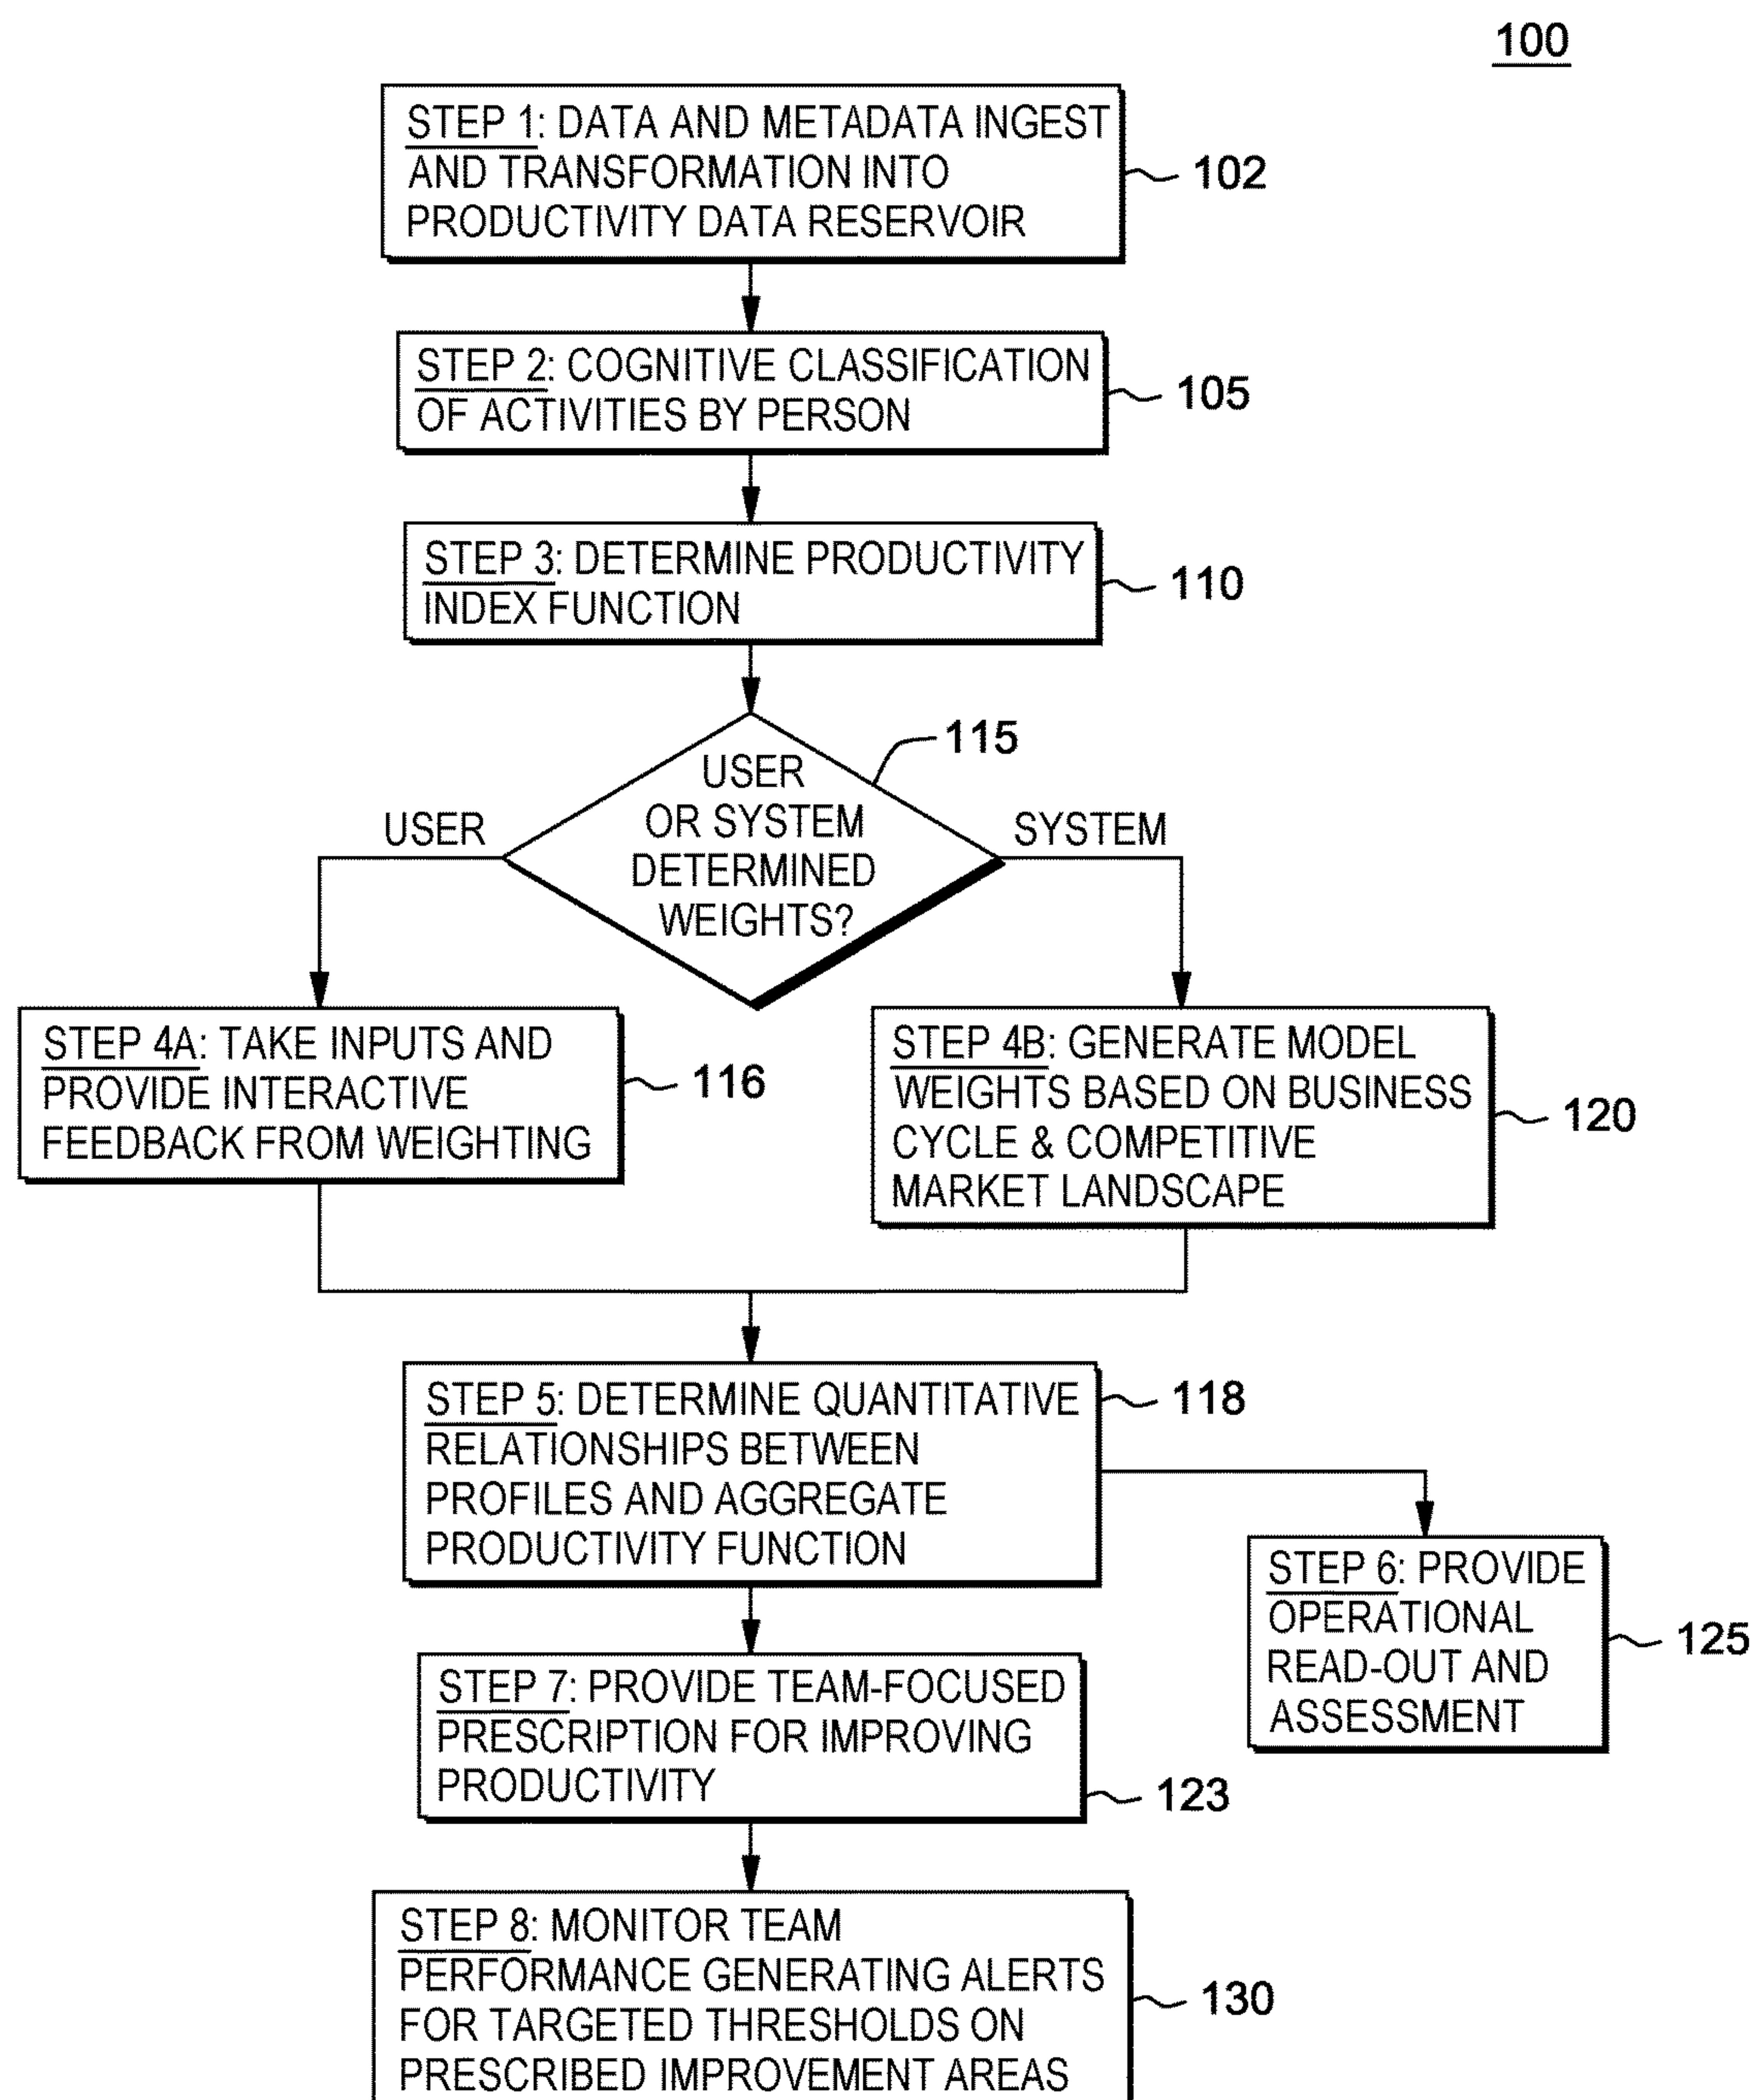 100
STEP 1: DATA AND METADATA INGEST
AND TRANSFORMATION INTO
PRODUCTIVITY DATA RESERVOIR
102
STEP 2: COGNITIVE CLASSIFICATION
OF ACTIVITIES BY PERSON
105
STEP 3: DETERMINE PRODUCTIVITY
INDEX FUNCTION
110
115
USER
OR SYSTEM
DETERMINED
WEIGHTS?
USER
SYSTEM
STEP 4A: TAKE INPUTS AND
PROVIDE INTERACTIVE
FEEDBACK FROM WEIGHTING
116
STEP 4B: GENERATE MODEL
WEIGHTS BASED ON BUSINESS
CYCLE & COMPETITIVE
MARKET LANDSCAPE
120
STEP 5: DETERMINE QUANTITATIVE
RELATIONSHIPS BETWEEN
PROFILES AND AGGREGATE
PRODUCTIVITY FUNCTION
118
STEP 6: PROVIDE
OPERATIONAL
READ-OUT AND
ASSESSMENT
125
STEP 7: PROVIDE TEAM-FOCUSED
PRESCRIPTION FOR IMPROVING
PRODUCTIVITY
123
STEP 8: MONITOR TEAM
PERFORMANCE GENERATING ALERTS
FOR TARGETED THRESHOLDS ON
PRESCRIBED IMPROVEMENT AREAS
130